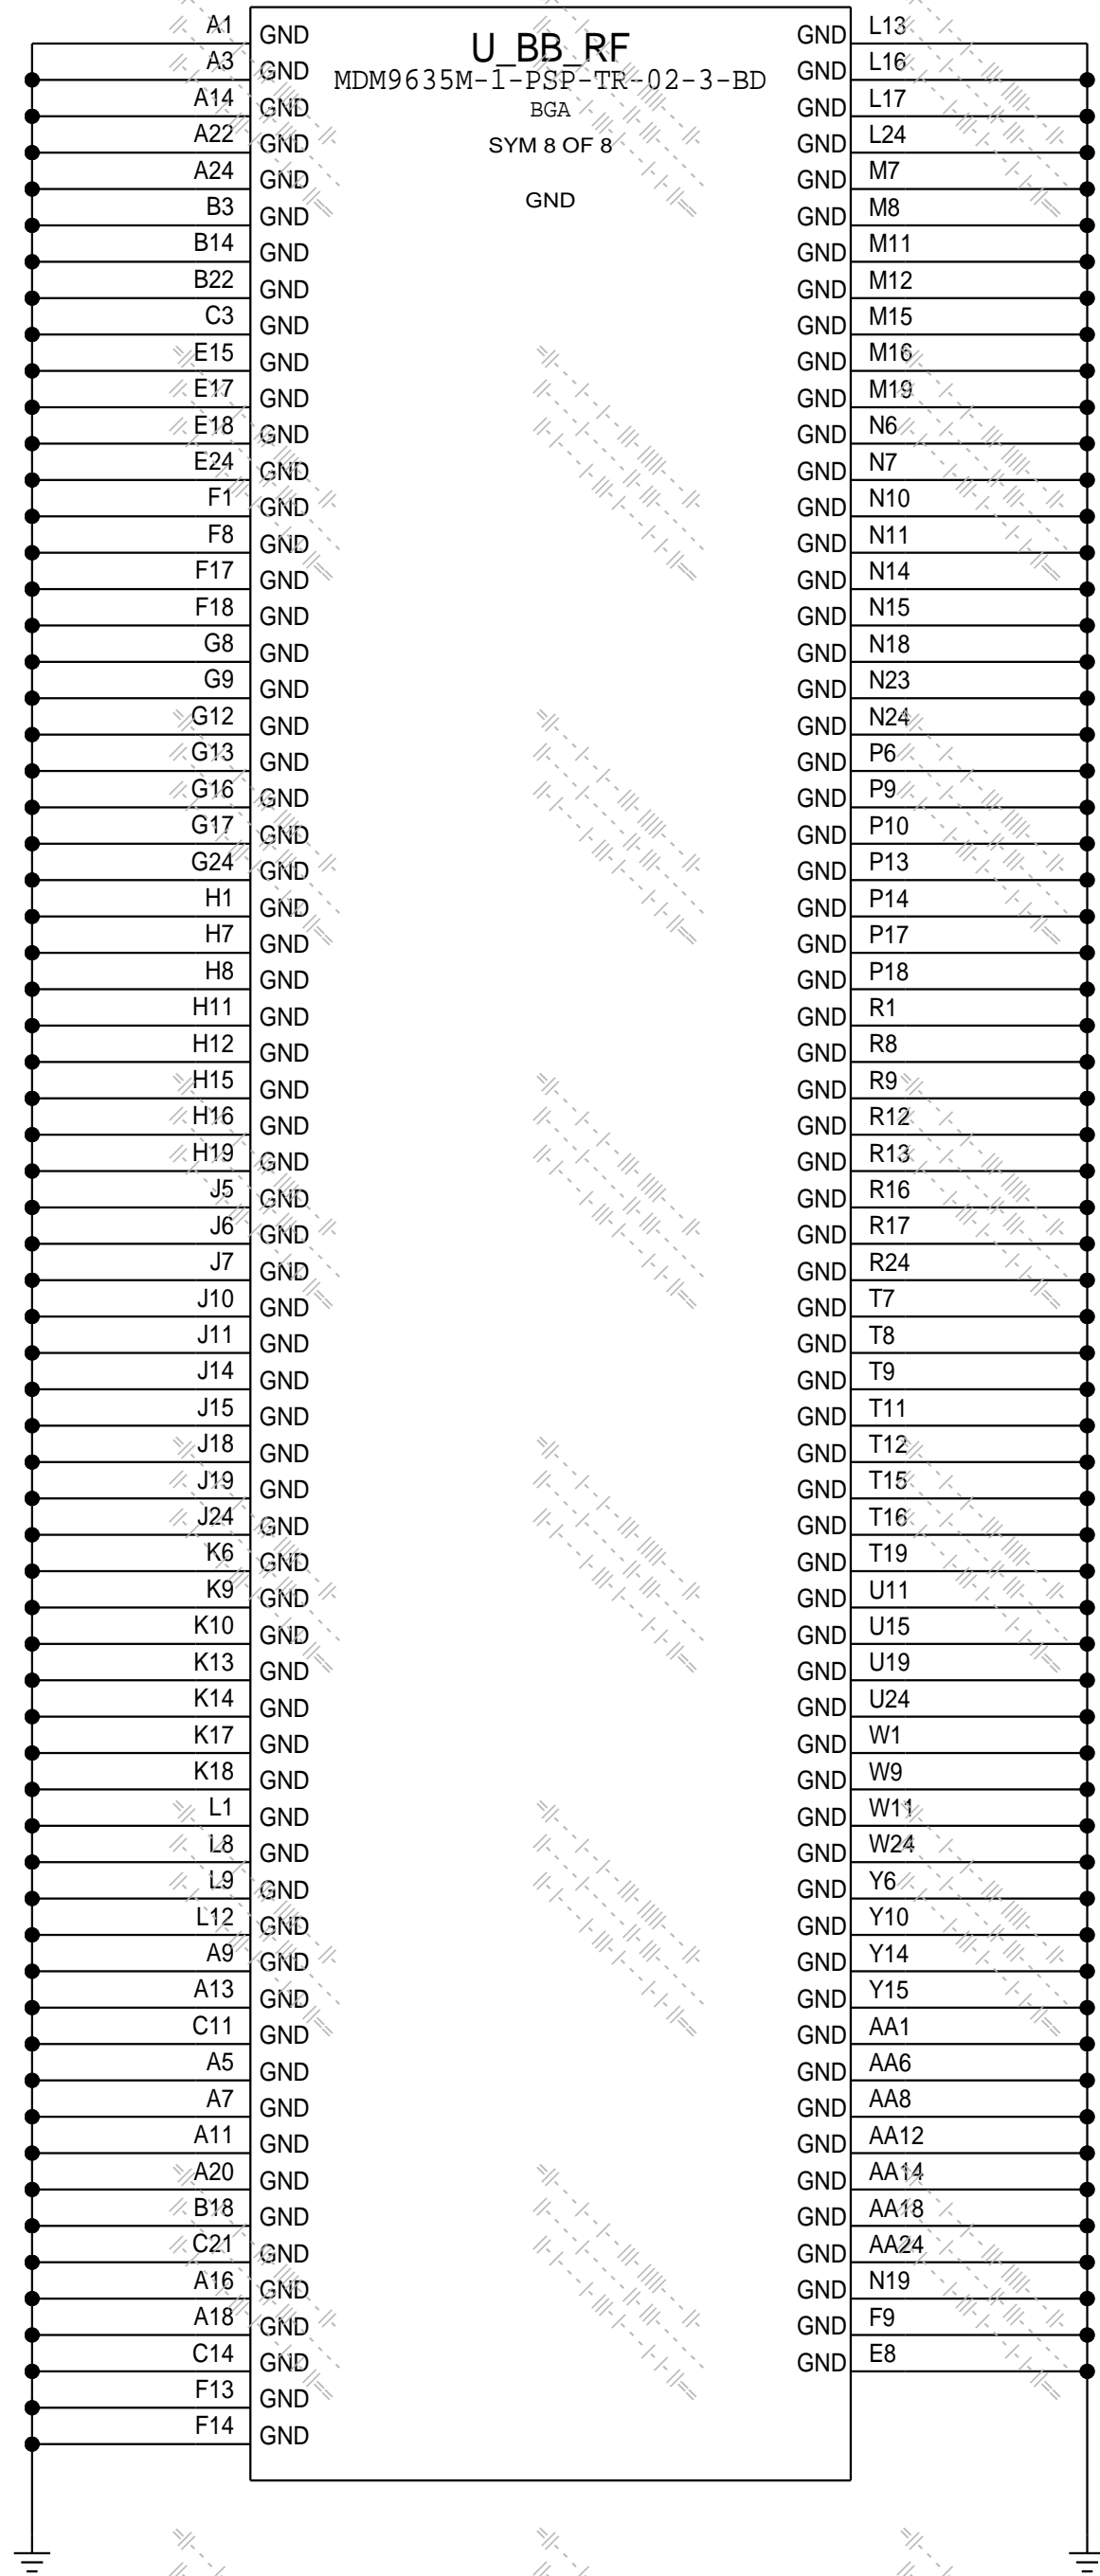 U_BB_RF
MDM9635M-1-PSP-TR-02-3-BD
BGA
SYM 8 OF 8
GND
A1 GND GND L13
A3 GND GND L16
A14 GND GND L17
A22 GND GND L24
A24 GND GND M7
B3 GND GND M8
B14 GND GND M11
B22 GND GND M12
C3 GND GND M15
E15 GND GND M16
E17 GND GND M19
E18 GND GND N6
E24 GND GND N7
F1 GND GND N10
F8 GND GND N11
F17 GND GND N14
F18 GND GND N15
G8 GND GND N18
G9 GND GND N23
G12 GND GND N24
G13 GND GND P6
G16 GND GND P9
G17 GND GND P10
G24 GND GND P13
H1 GND GND P14
H7 GND GND P17
H8 GND GND P18
H11 GND GND R1
H12 GND GND R8
H15 GND GND R9
H16 GND GND R12
H19 GND GND R13
J5 GND GND R16
J6 GND GND R17
J7 GND GND R24
J10 GND GND T7
J11 GND GND T8
J14 GND GND T9
J15 GND GND T11
J18 GND GND T12
J19 GND GND T15
J24 GND GND T16
K6 GND GND T19
K9 GND GND U11
K10 GND GND U15
K13 GND GND U19
K14 GND GND U24
K17 GND GND W1
K18 GND GND W9
L1 GND GND W11
L8 GND GND W24
L9 GND GND Y6
L12 GND GND Y10
A9 GND GND Y14
A13 GND GND Y15
C11 GND GND AA1
A5 GND GND AA6
A7 GND GND AA8
A11 GND GND AA12
A20 GND GND AA14
B18 GND GND AA18
C21 GND GND AA24
A16 GND GND N19
A18 GND GND F9
C14 GND GND E8
F13 GND
F14 GND